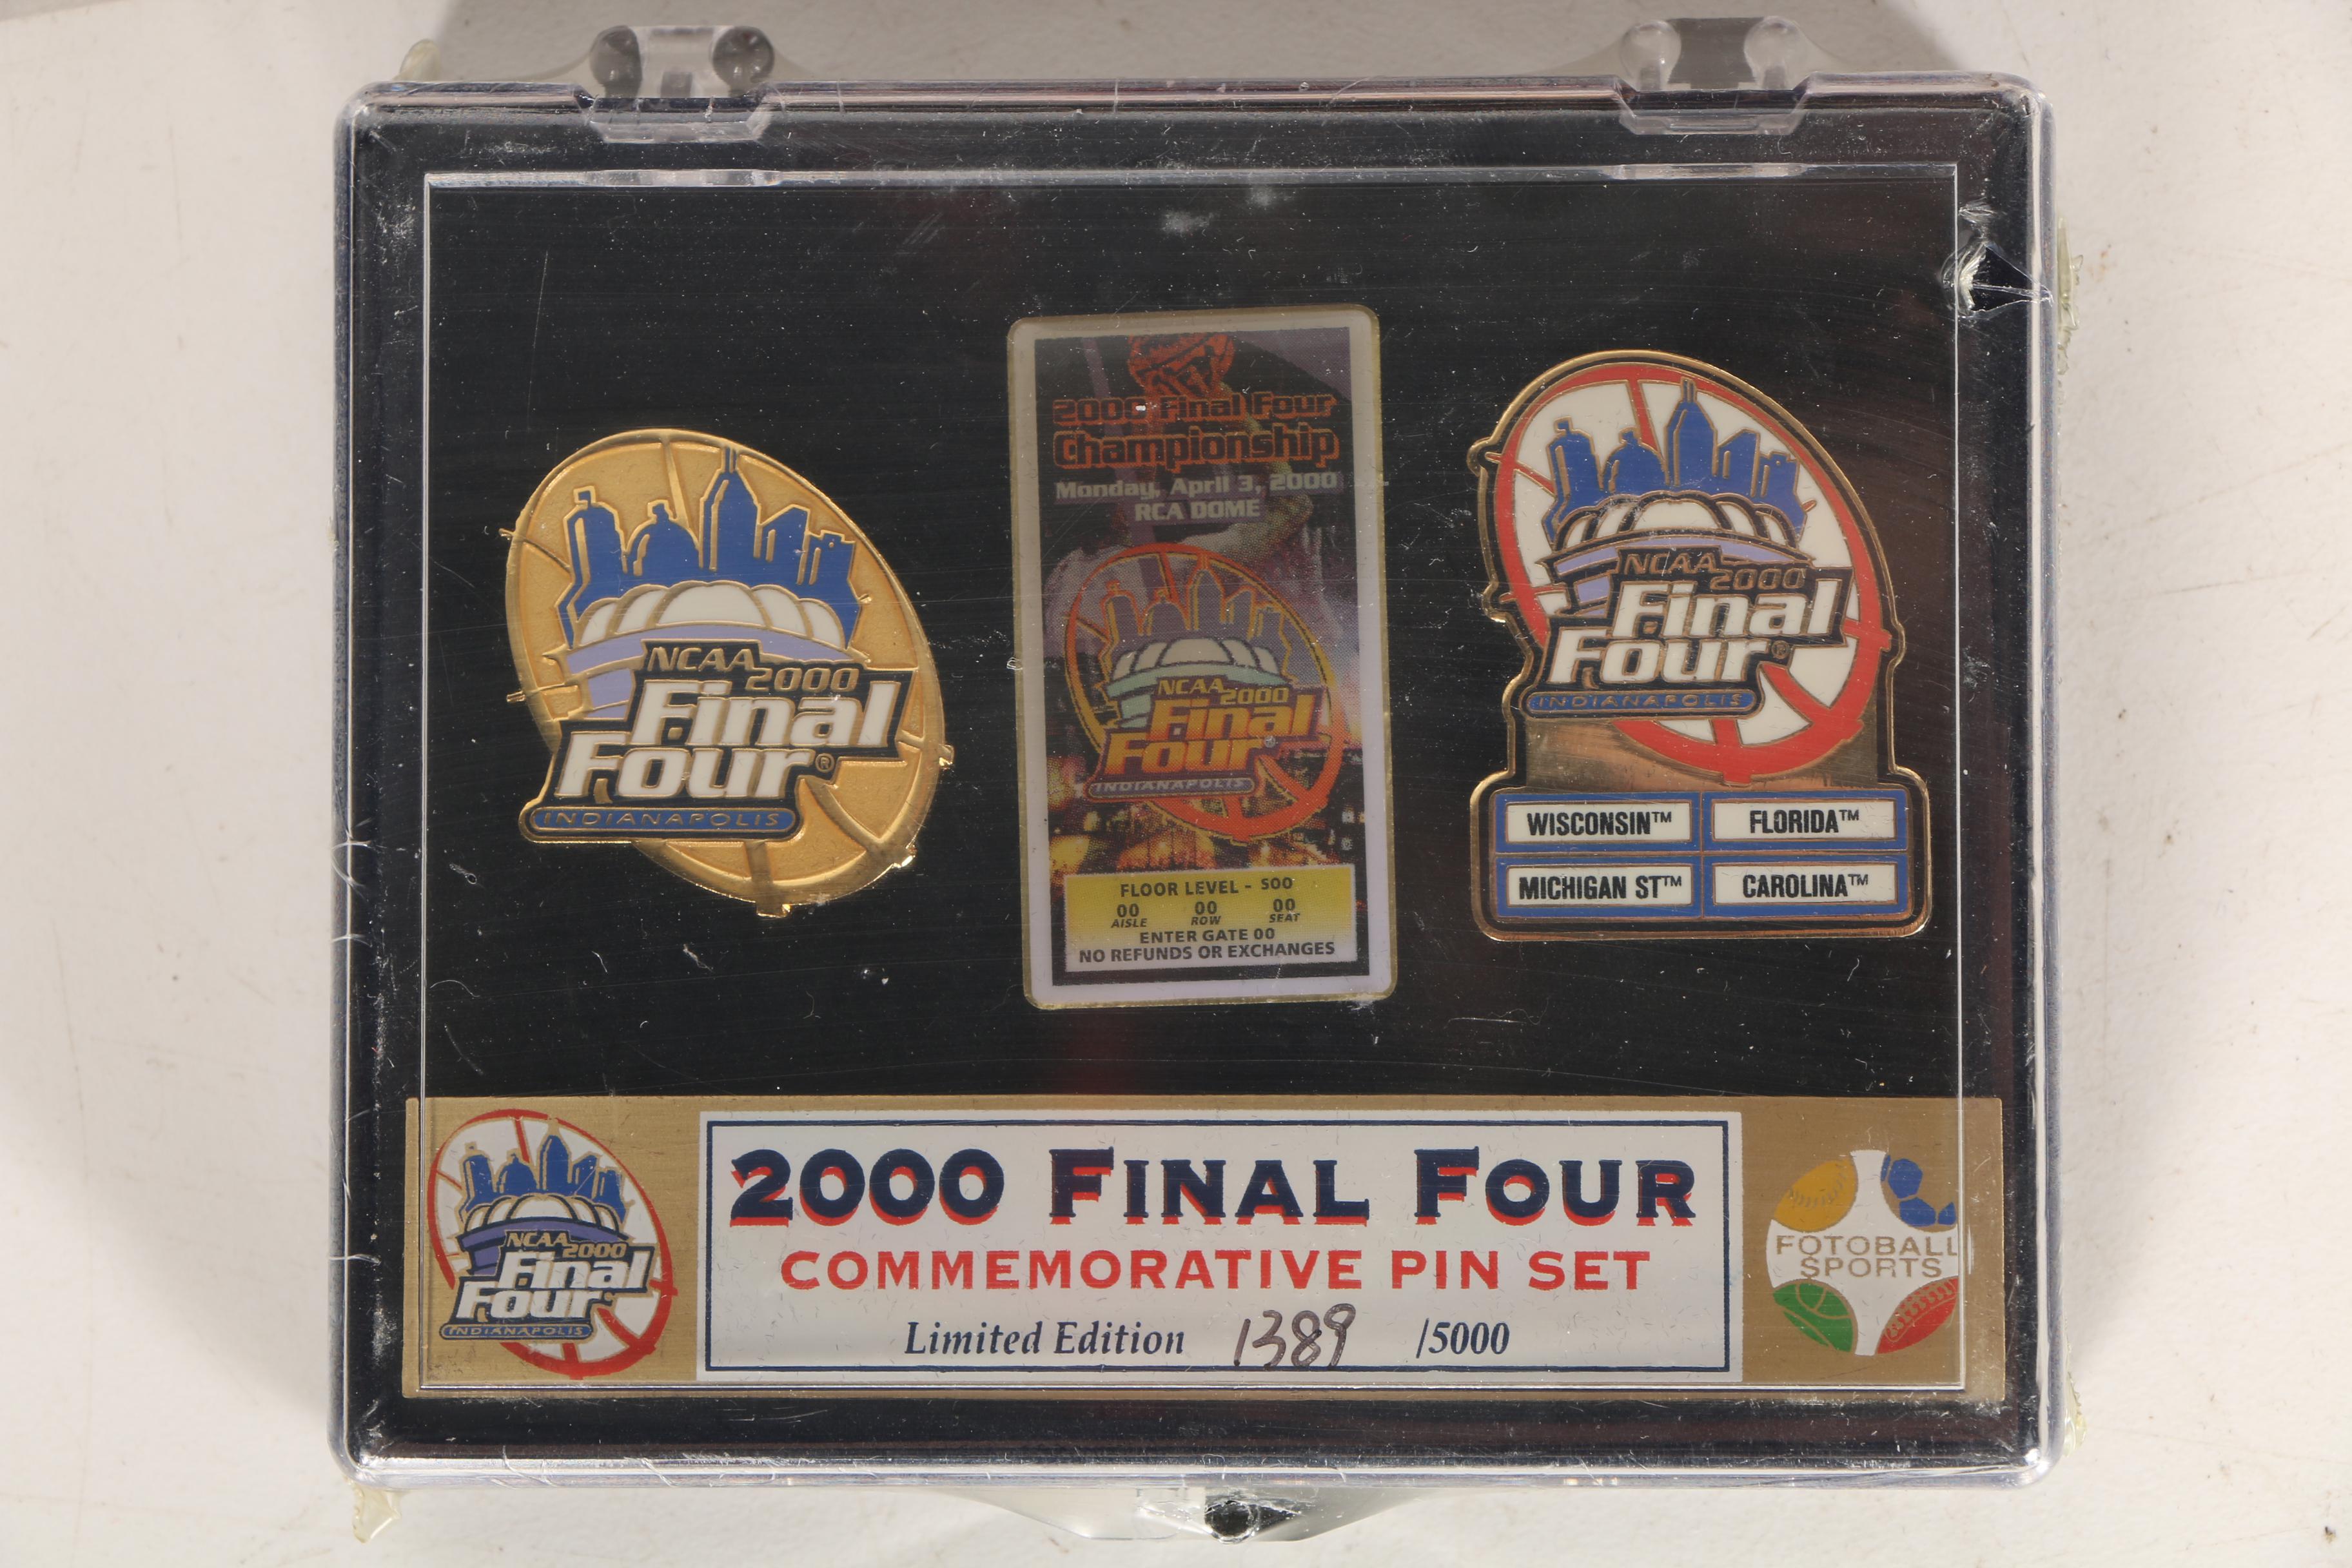 NCAA
2000
Final
Four®
INDIANAPOLIS
2000 Final Four
Championship
Monday, April 3, 2000
RCA DOME
NCAA
2000
Final
Four
INDIANAPOLIS
FLOOR LEVEL - S00
00 00 00
AISLE ROW SEAT
ENTER GATE 00
NO REFUNDS OR EXCHANGES
NCAA
2000
Final
Four®
INDIANAPOLIS
WISCONSIN™ FLORIDA™
MICHIGAN ST™ CAROLINA™
NCAA
2000
Final
Four
INDIANAPOLIS
2000 FINAL FOUR
COMMEMORATIVE PIN SET
Limited Edition 1389 /5000
FOTOBALL
SPORTS